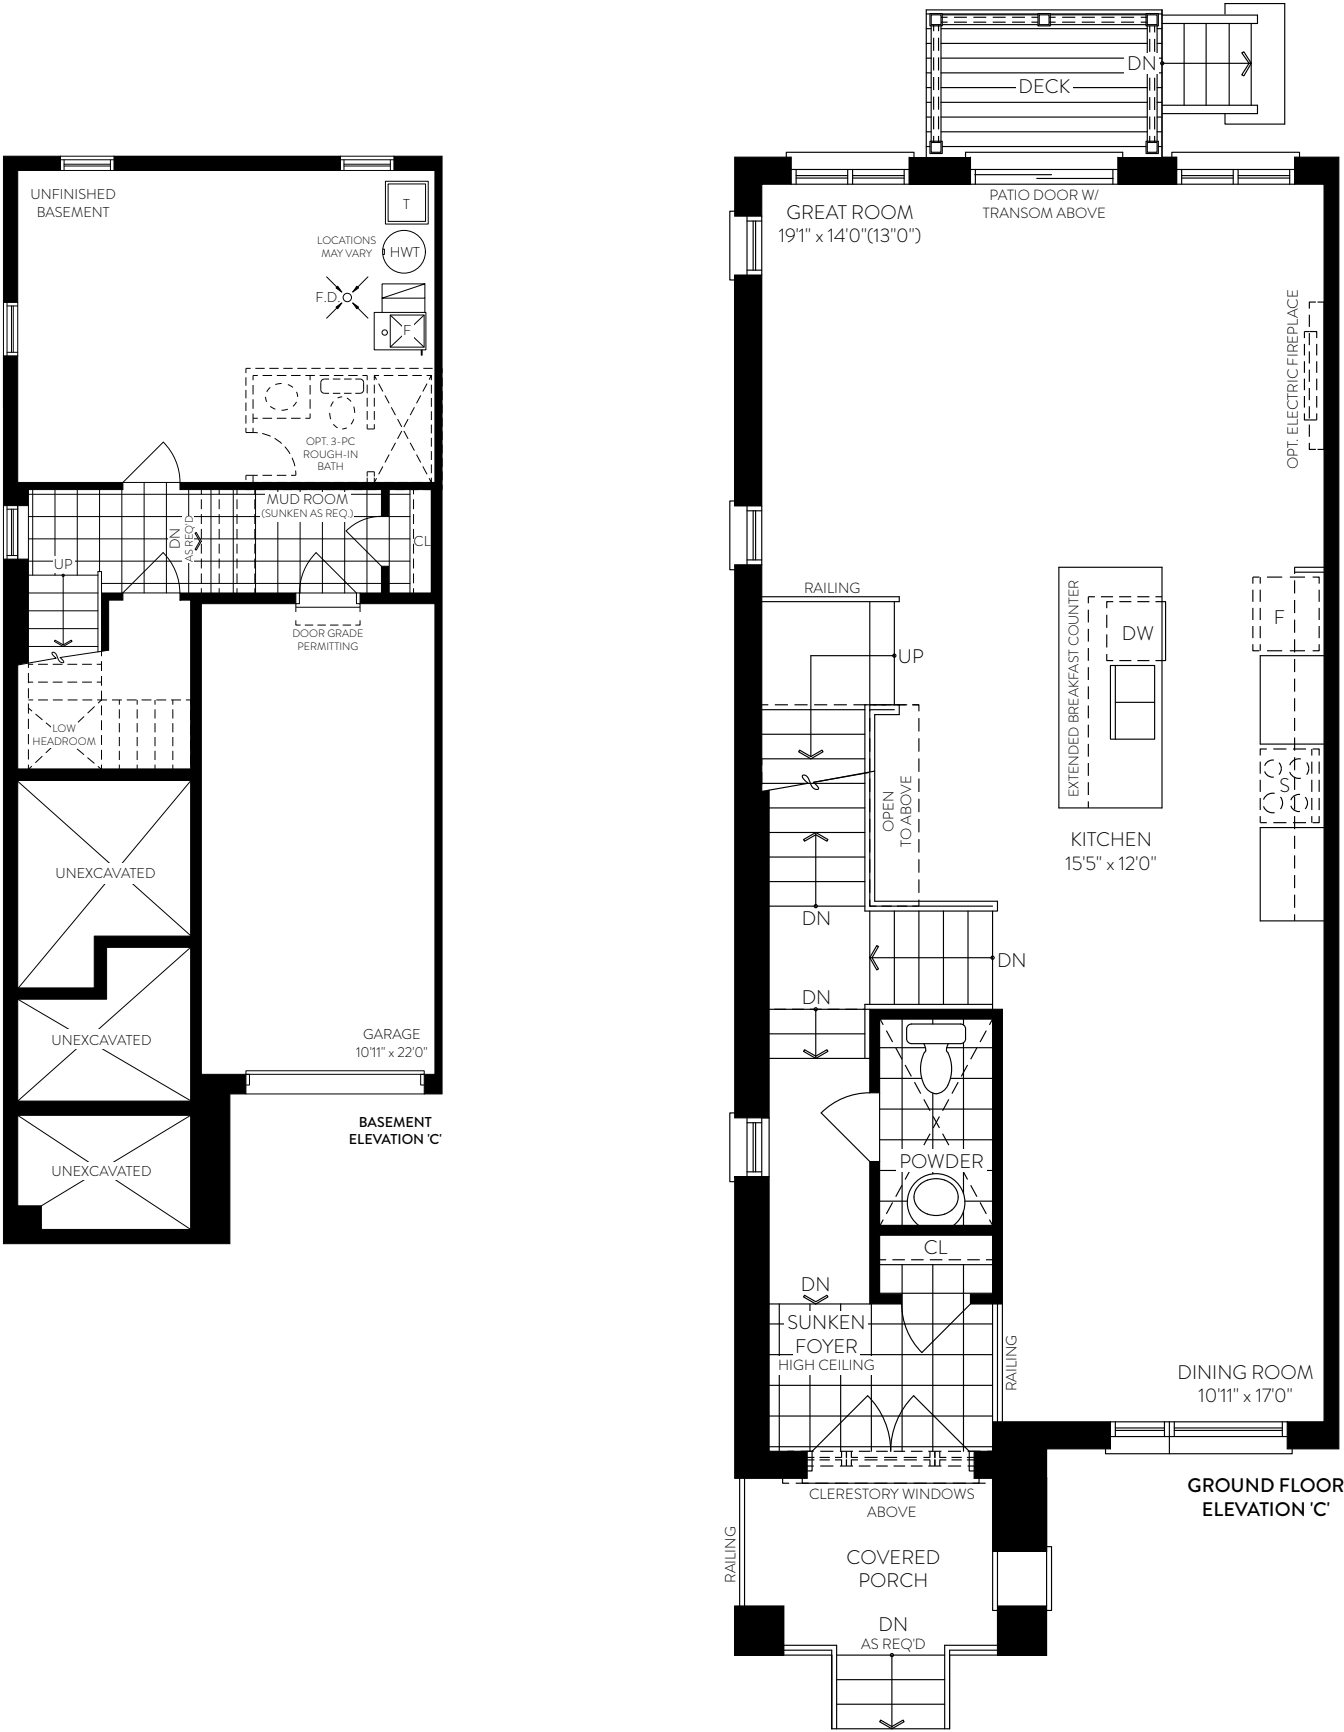 UNFINISHED
BASEMENT
T
LOCATIONS
MAY VARY
HWT
F.D.
F
OPT. 3-PC
ROUGH-IN
BATH
MUD ROOM
(SUNKEN AS REQ.)
DN
AS REQ'D
CL
UP
DOOR GRADE
PERMITTING
LOW
HEADROOM
UNEXCAVATED
UNEXCAVATED
UNEXCAVATED
GARAGE
10'11" x 22'0"
BASEMENT
ELEVATION 'C'
DN
DECK
PATIO DOOR W/
TRANSOM ABOVE
GREAT ROOM
19'1" x 14'0"(13"0")
OPT. ELECTRIC FIREPLACE
RAILING
UP
EXTENDED BREAKFAST COUNTER
DW
F
S
OPEN
TO ABOVE
KITCHEN
15'5" x 12'0"
DN
DN
DN
POWDER
CL
DN
SUNKEN
FOYER
HIGH CEILING
RAILING
DINING ROOM
10'11" x 17'0"
GROUND FLOOR
ELEVATION 'C'
CLERESTORY WINDOWS
ABOVE
RAILING
COVERED
PORCH
DN
AS REQ'D